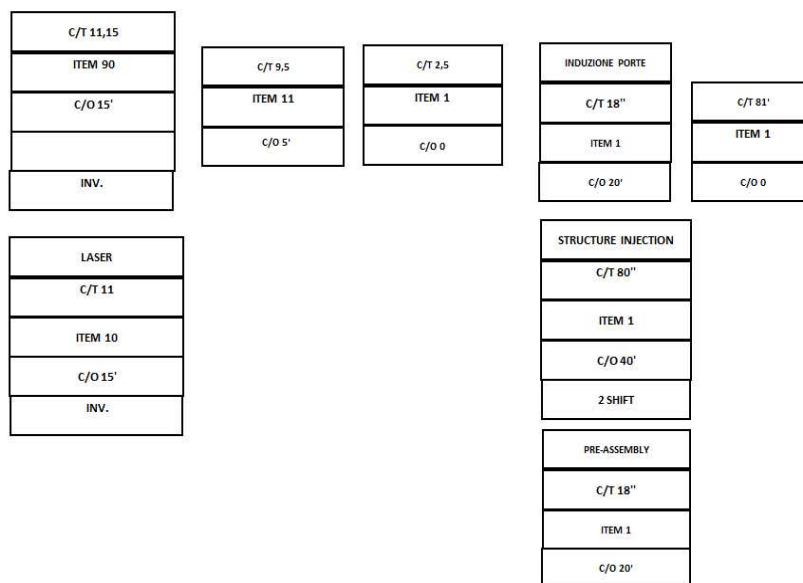 C/T 11,15
ITEM 90
C/O 15'
INV.
C/T 9,5
ITEM 11
C/O 5'
C/T 2,5
ITEM 1
C/O 0
INDUZIONE PORTE
C/T 18"
ITEM 1
C/O 20'
C/T 81'
ITEM 1
C/O 0
LASER
C/T 11
ITEM 10
C/O 15'
INV.
STRUCTURE INJECTION
C/T 80"
ITEM 1
C/O 40'
2 SHIFT
PRE-ASSEMBLY
C/T 18"
ITEM 1
C/O 20'